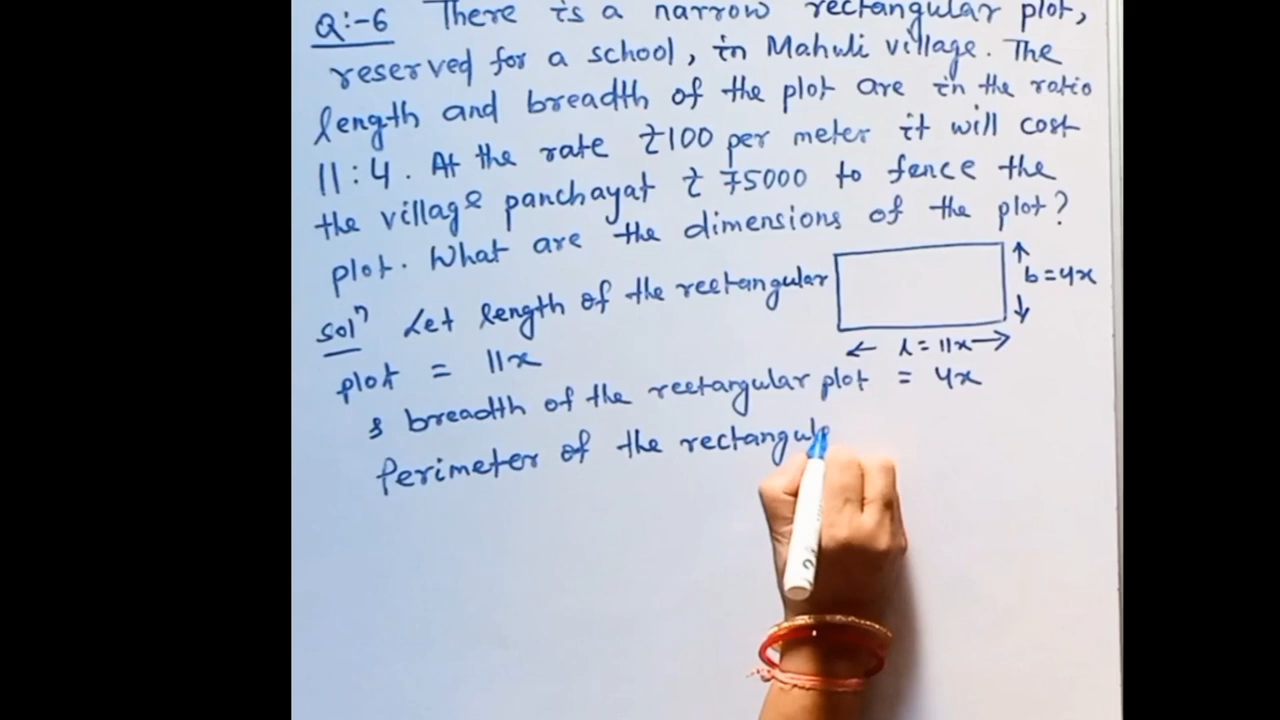 Q:-6 There is a narrow rectangular plot,
reserved for a school, in Mahuli village. The
length and breadth of the plot are in the ratio
11:4. At the rate ₹100 per meter it will cost
the village panchayat ₹ 75000 to fence the
plot. What are the dimensions of the plot?
Solⁿ Let length of the rectangular
plot = 11x
b=4x
l=11x
& breadth of the rectangular plot = 4x
Perimeter of the rectangula